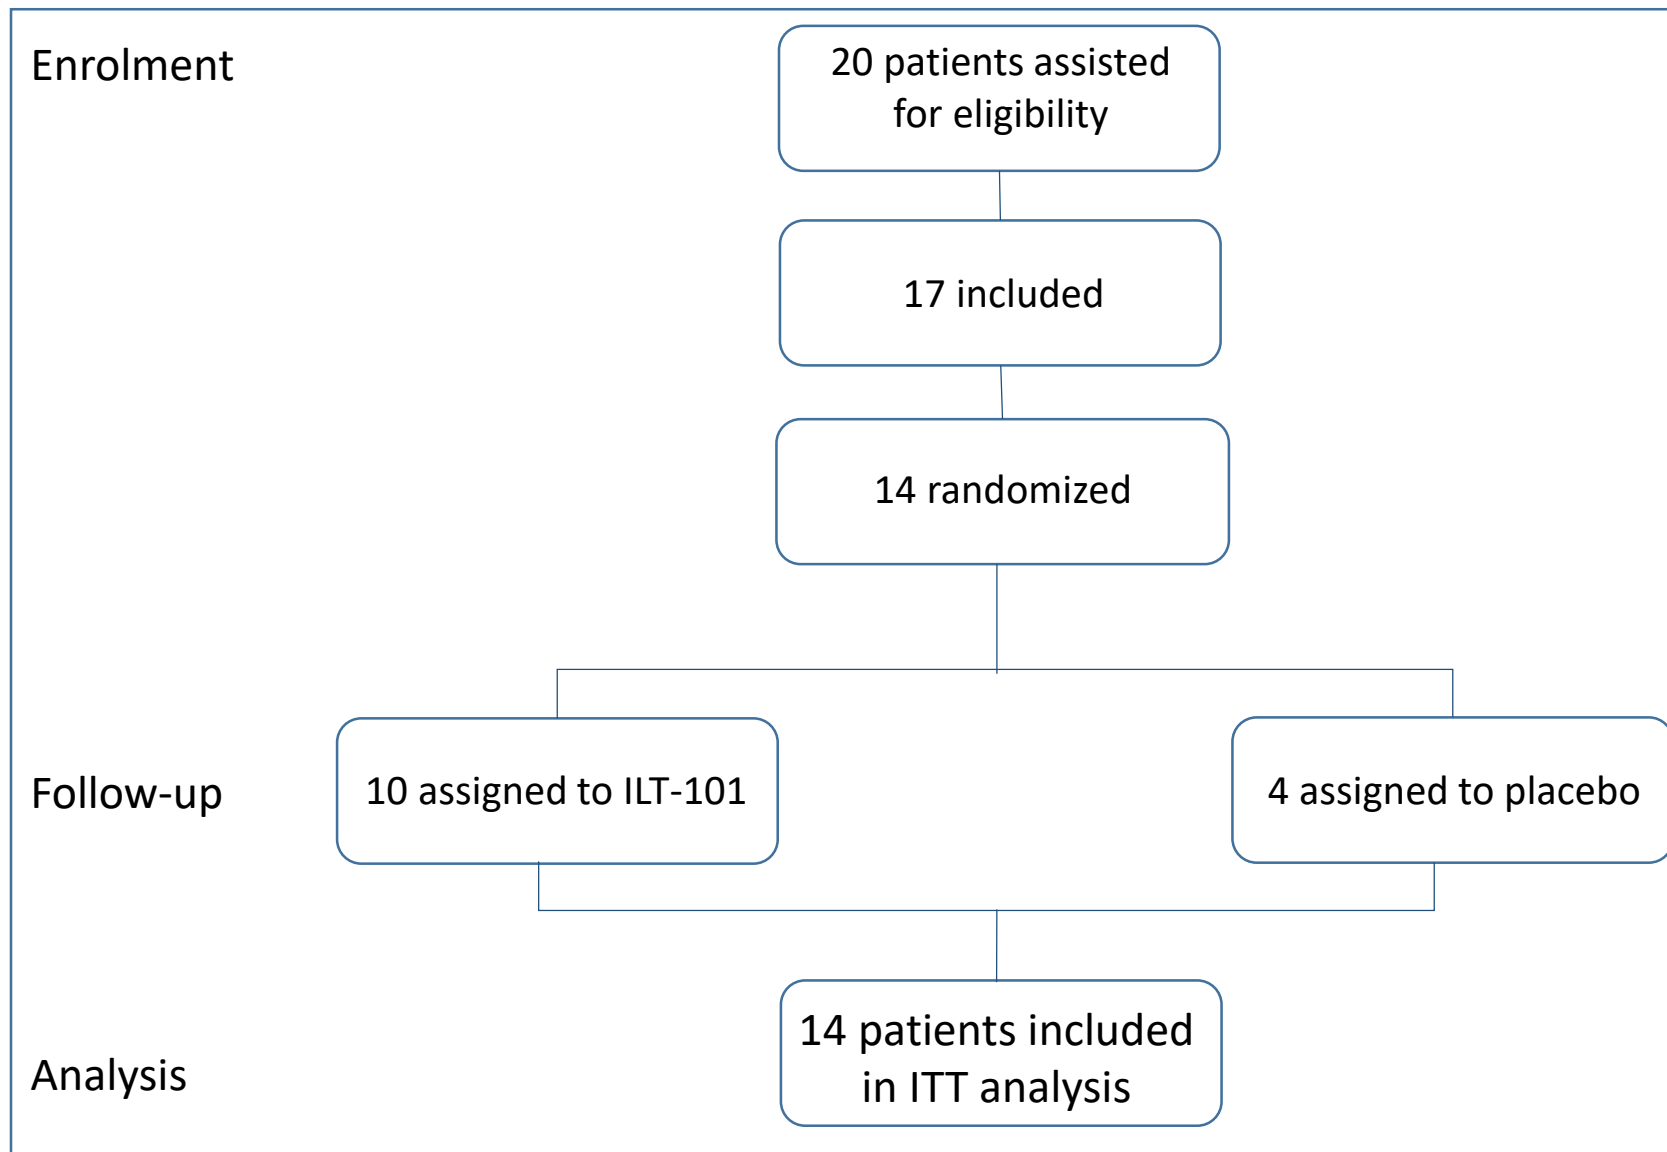 Enrolment
20 patients assisted
for eligibility
17 included
14 randomized
Follow-up
10 assigned to ILT-101
4 assigned to placebo
Analysis
14 patients included
in ITT analysis